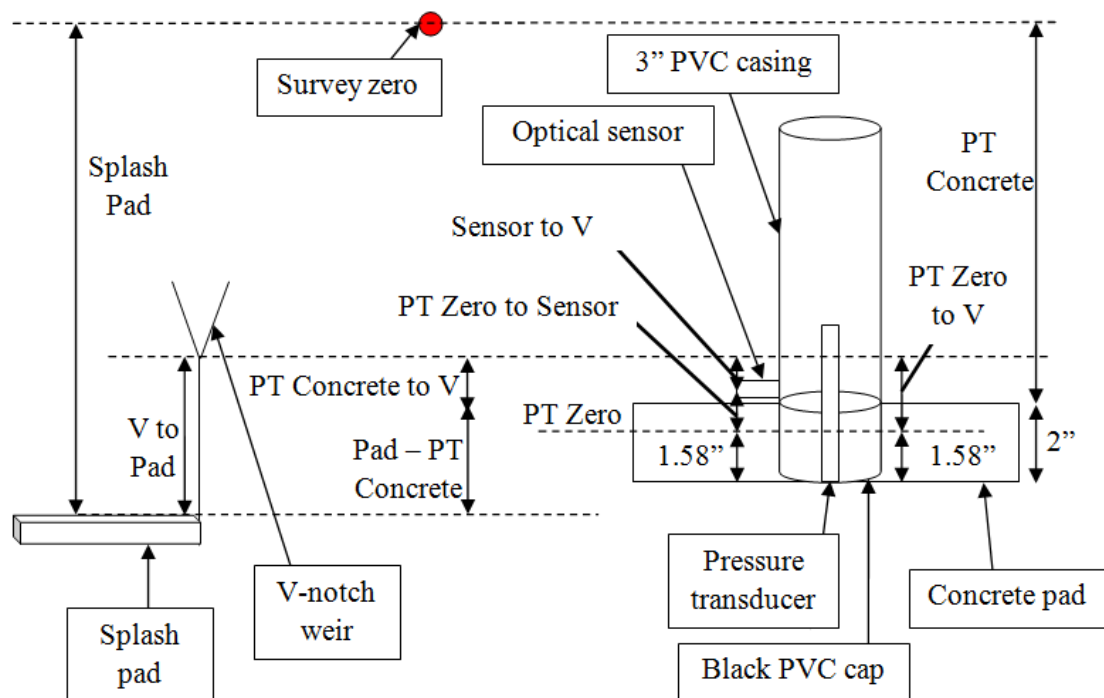 Survey zero
3” PVC casing
Optical sensor
Splash
Pad
PT
Concrete
Sensor to V
PT Zero to Sensor
PT Zero
to V
PT Concrete to V
PT Zero
V to
Pad
Pad – PT
Concrete
1.58”
1.58”
2”
V-notch
weir
Splash
pad
Pressure
transducer
Concrete pad
Black PVC cap